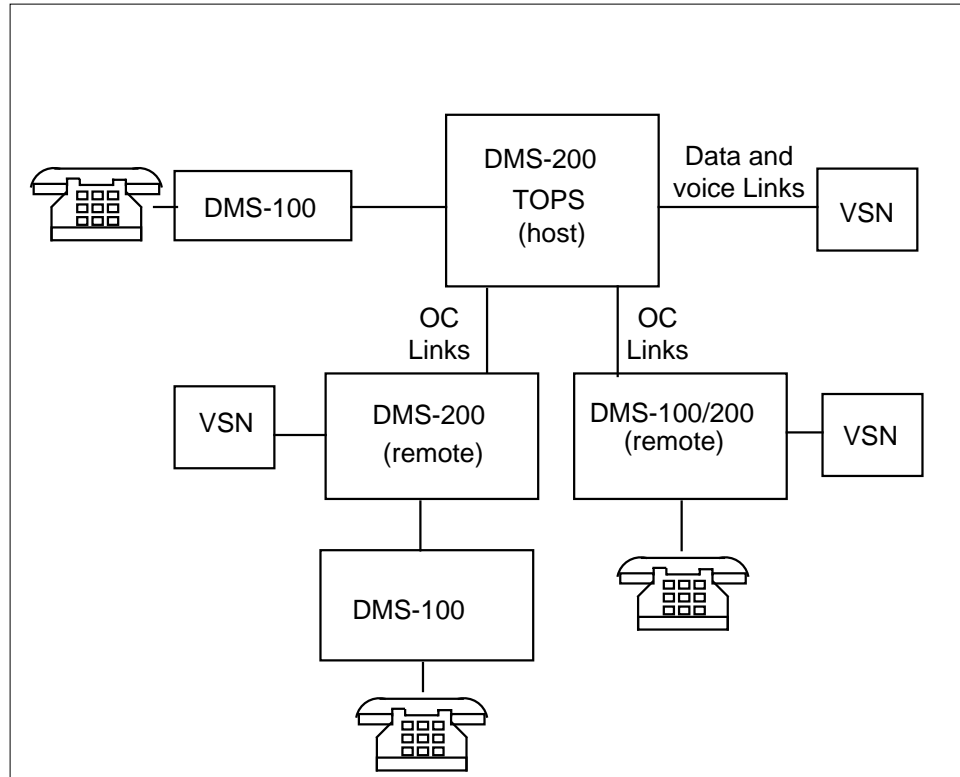 DMS-100
DMS-200
TOPS
(host)
Data and
voice Links
VSN
OC
Links
OC
Links
VSN
DMS-200
(remote)
DMS-100/200
(remote)
VSN
DMS-100